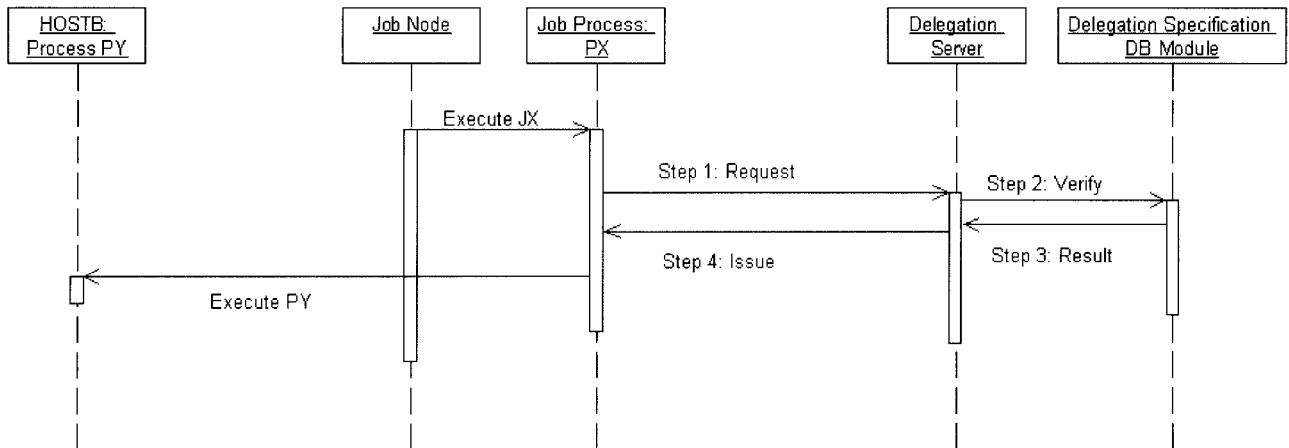 HOSTB:
Process PY
Job Node
Job Process:
PX
Delegation
Server
Delegation Specification
DB Module
Execute JX
Step 1: Request
Step 2: Verify
Step 3: Result
Step 4: Issue
Execute PY